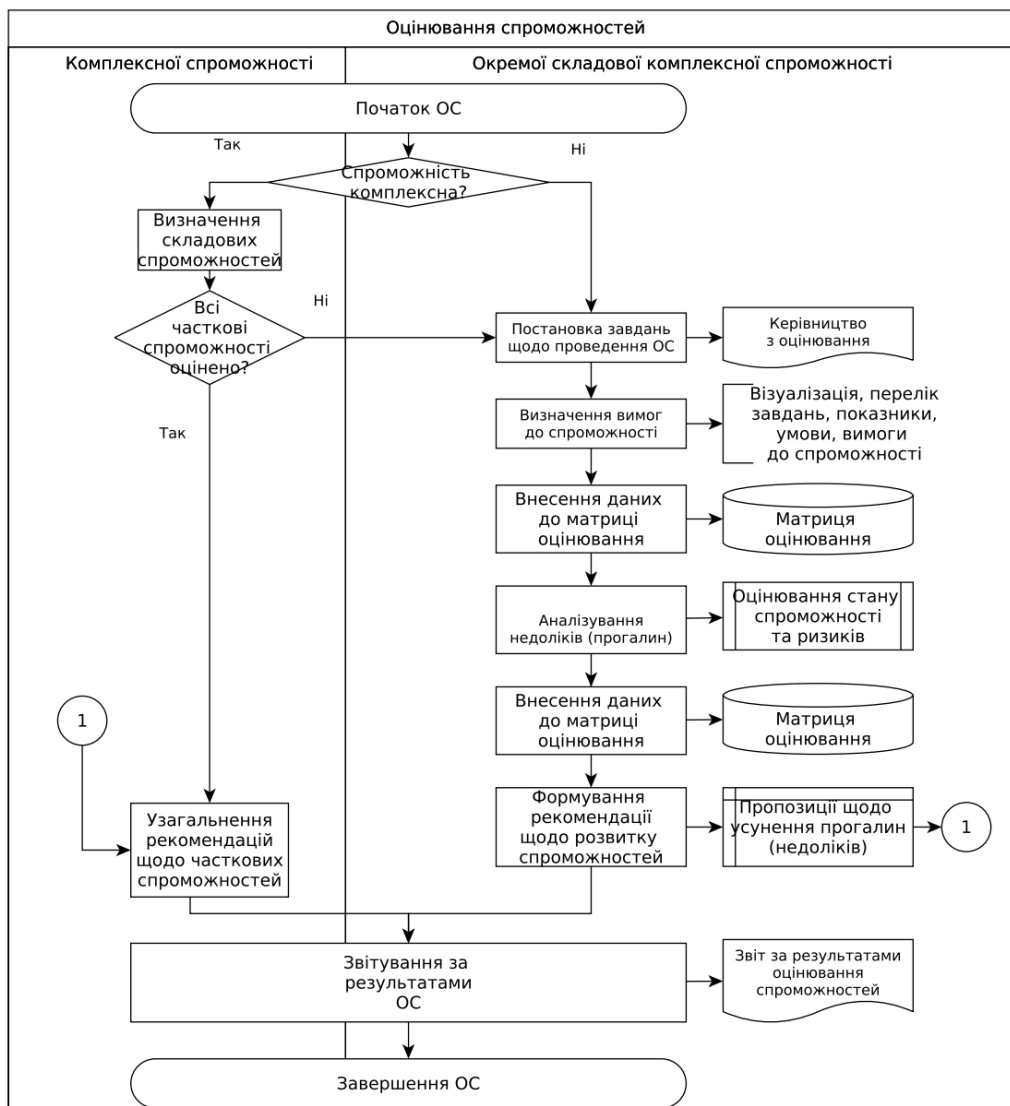 Оцінювання спроможностей
Комплексної спроможності
Окремої складової комплексної спроможності
Початок ОС
Так
Ні
Спроможність
комплексна?
Визначення
складових
спроможностей
Всі
часткові
спроможності
оцінено?
Ні
Так
Постановка завдань
щодо проведення ОС
Керівництво
з оцінювання
Визначення вимог
до спроможності
Візуалізація, перелік
завдань, показники,
умови, вимоги
до спроможності
Внесення даних
до матриці
оцінювання
Матриця
оцінювання
Аналізування
недоліків (прогалин)
Оцінювання стану
спроможності
та ризиків
Внесення даних
до матриці
оцінювання
Матриця
оцінювання
1
Узагальнення
рекомендацій
щодо часткових
спроможностей
Формування
рекомендації
щодо розвитку
спроможностей
Пропозиції щодо
усунення прогалин
(недоліків)
1
Звітування за
результатами
ОС
Звіт за результатами
оцінювання
спроможностей
Завершення ОС